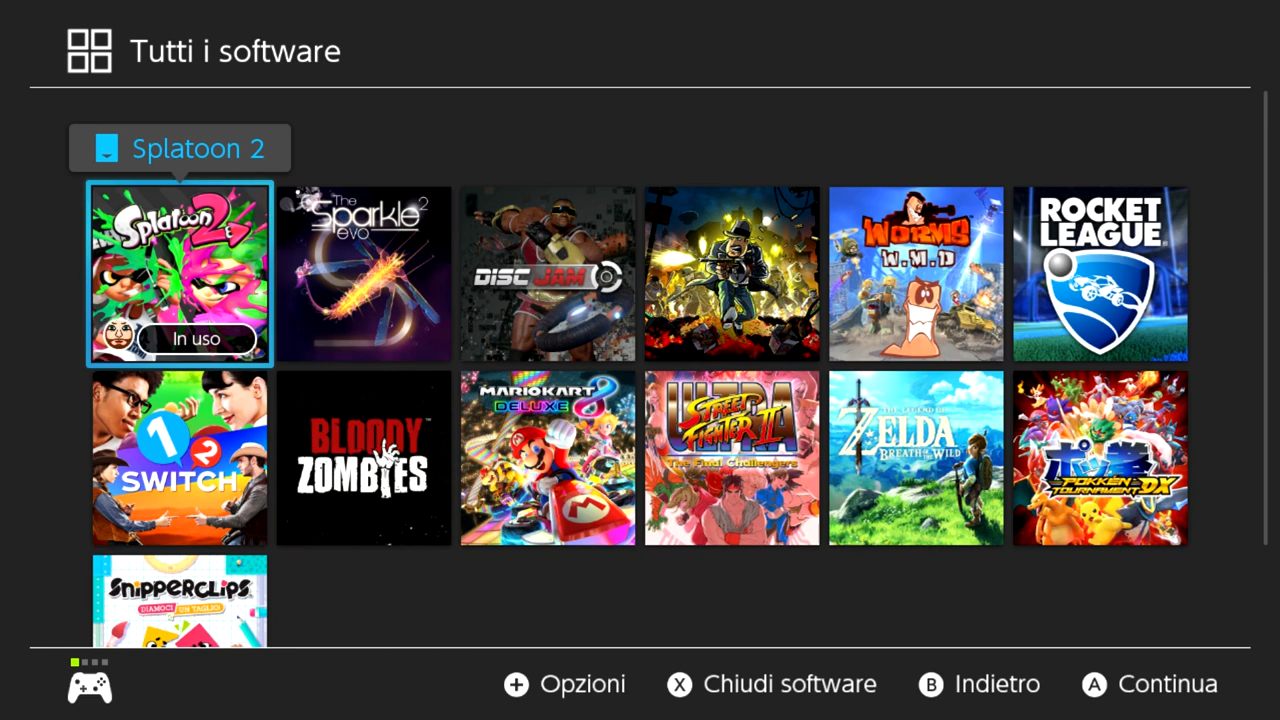 Tutti i software
Splatoon 2
Splatoon 2
In uso
The
Sparkle 2
evo
DISC JAM
WORMS
W.M.D
ROCKET
LEAGUE
1 2
SWITCH
BLOODY
ZOMBIES
MARIO KART 8
DELUXE
ULTRA
STREET
FIGHTER II
The Final Challengers
THE LEGEND OF
ZELDA
BREATH OF THE WILD
POKKÉN
TOURNAMENT DX
SNIPPERCLIPS
DIAMOCI UN TAGLIO!
+ Opzioni
X Chiudi software
B Indietro
A Continua